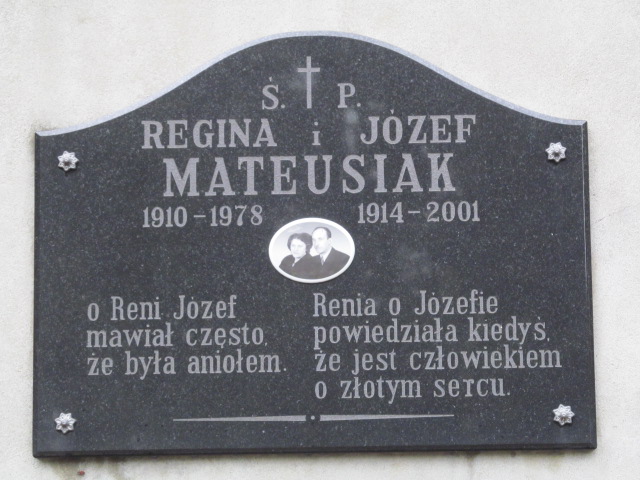 Ś. P.
REGINA i JÓZEF
MATEUSIAK
1910-1978 1914-2001
o Reni Józef
mawiał często,
że była aniołem.
Renia o Józefie
powiedziała kiedyś,
że jest człowiekiem
o złotym sercu.